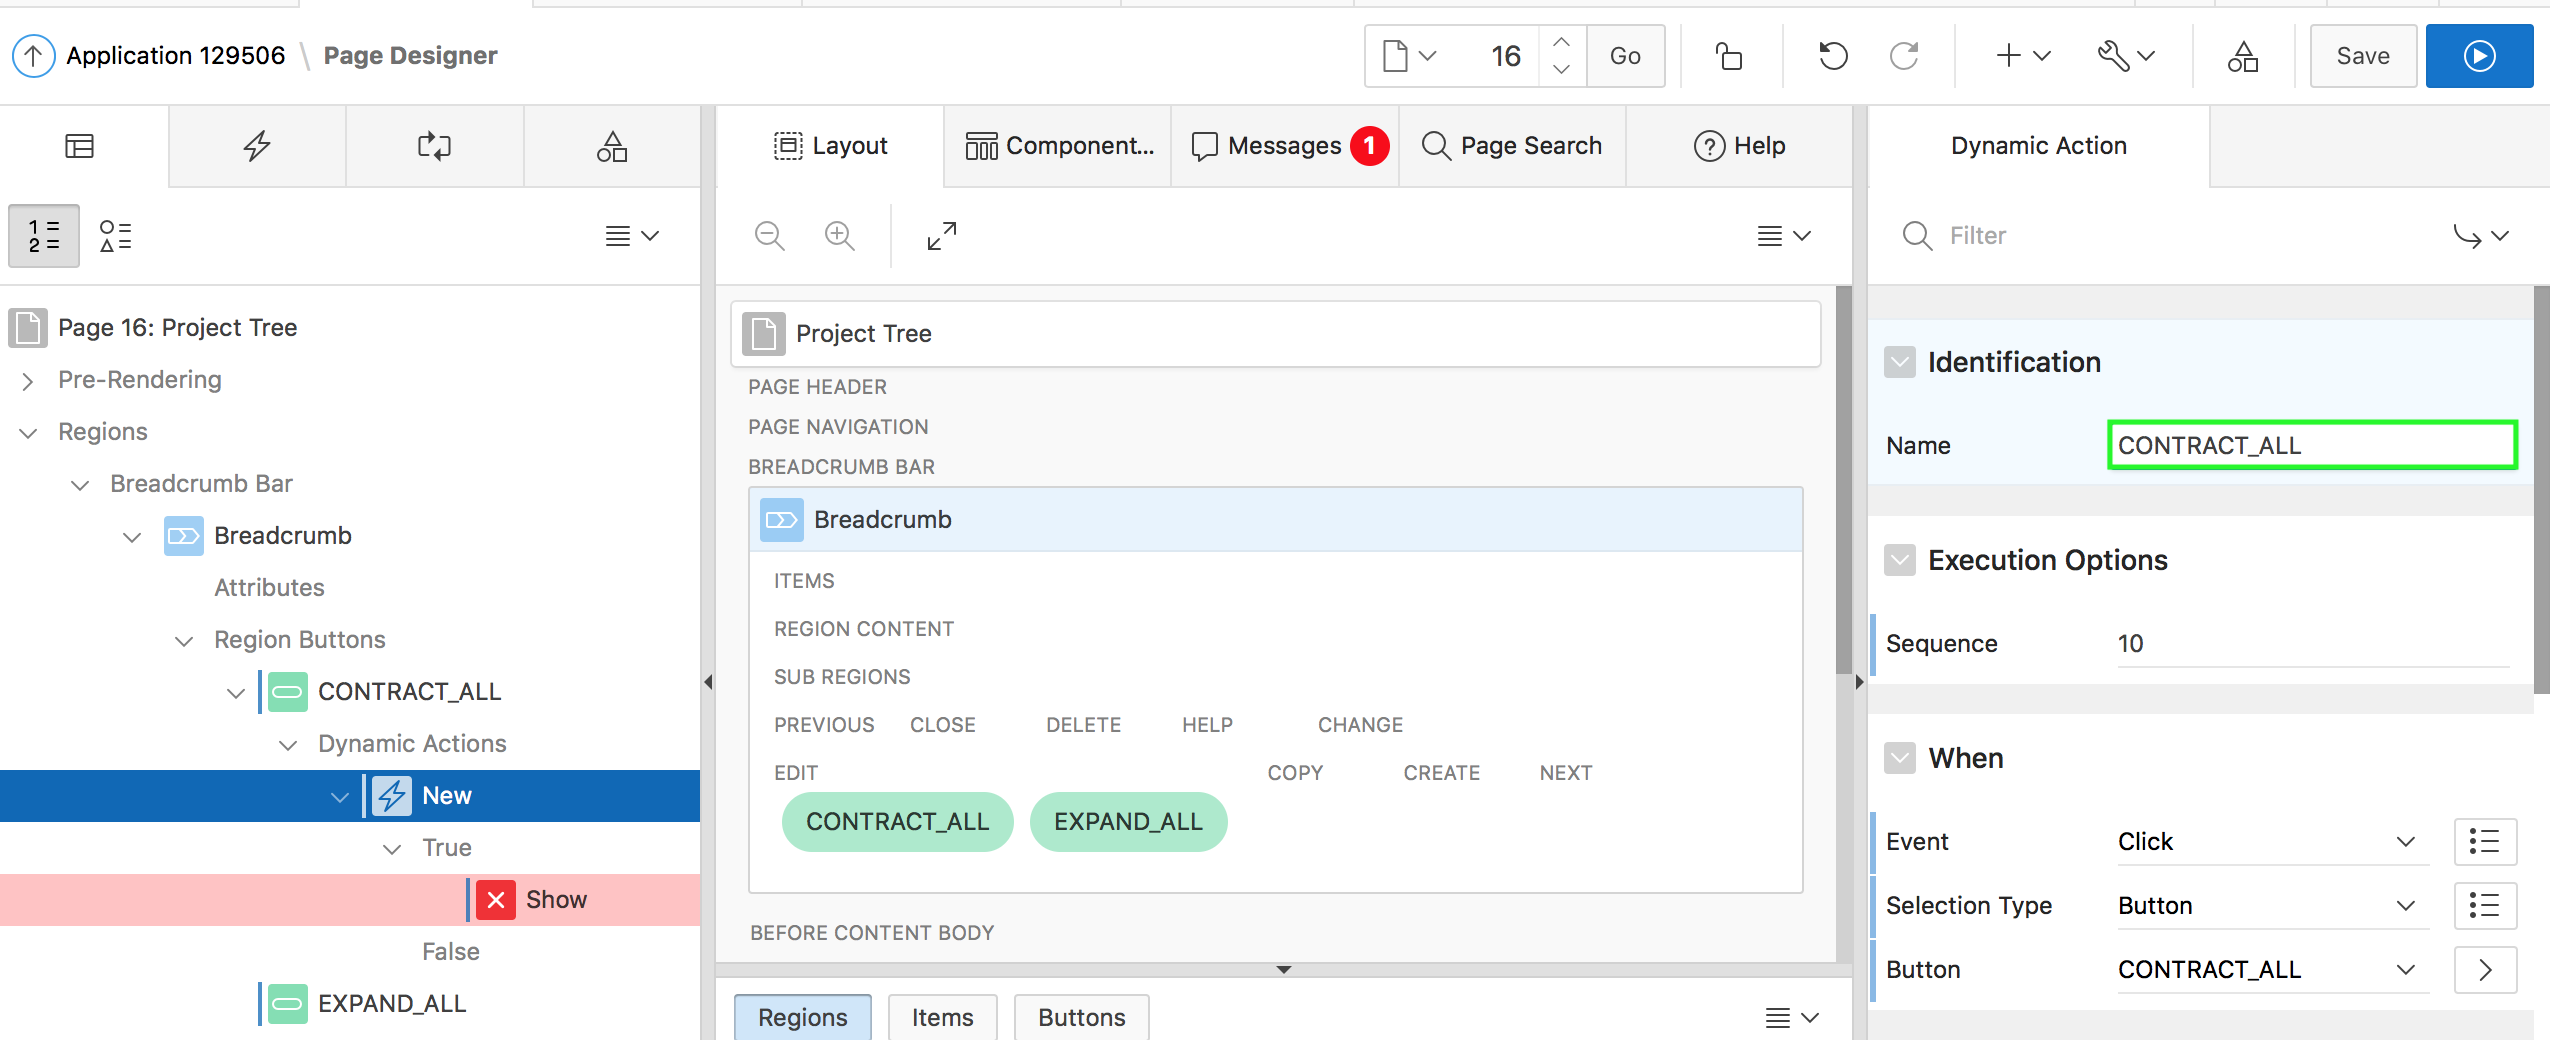 Application 129506 \ Page Designer
16
Go
Save
Layout
Component...
Messages 1
Page Search
Help
Dynamic Action
1
2
Filter
Page 16: Project Tree
Pre-Rendering
Regions
Breadcrumb Bar
Breadcrumb
Attributes
Region Buttons
CONTRACT_ALL
Dynamic Actions
New
True
Show
False
EXPAND_ALL
Project Tree
PAGE HEADER
PAGE NAVIGATION
BREADCRUMB BAR
Breadcrumb
ITEMS
REGION CONTENT
SUB REGIONS
PREVIOUS CLOSE DELETE HELP CHANGE
EDIT COPY CREATE NEXT
CONTRACT_ALL EXPAND_ALL
BEFORE CONTENT BODY
Regions Items Buttons
Identification
Name CONTRACT_ALL
Execution Options
Sequence 10
When
Event Click
Selection Type Button
Button CONTRACT_ALL